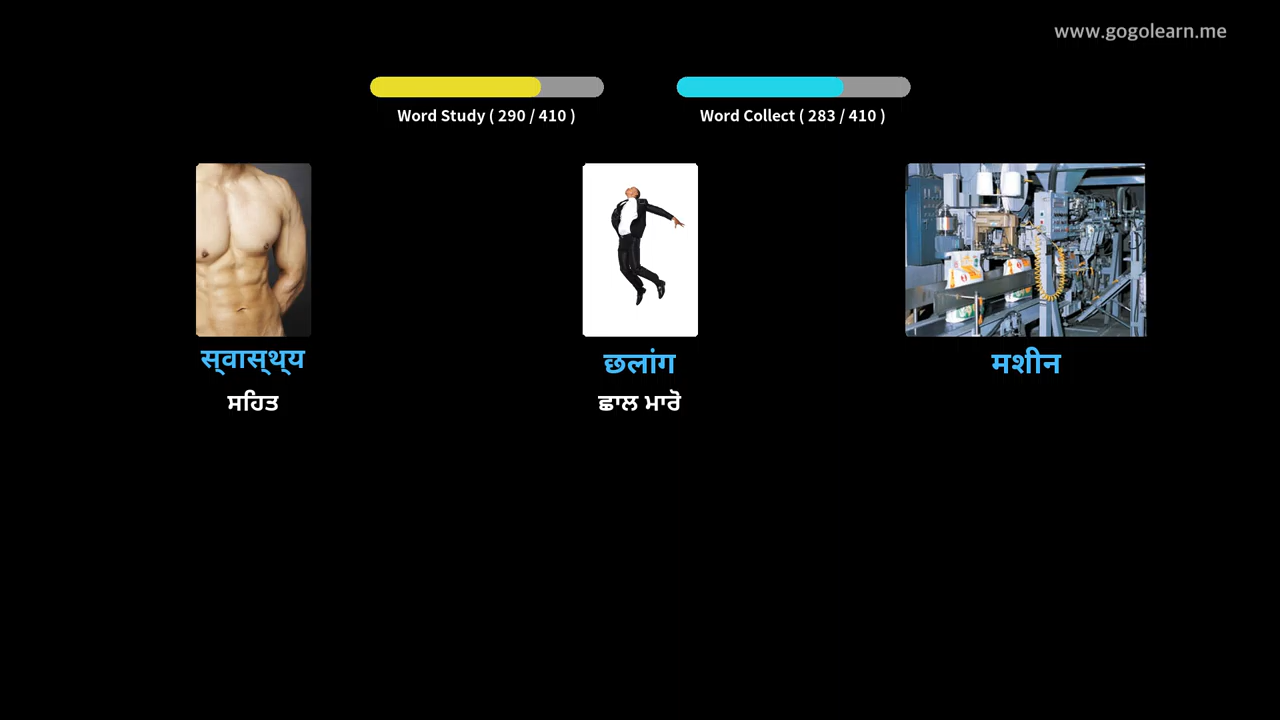 www.gogolearn.me
Word Study ( 290 / 410 )
Word Collect ( 283 / 410 )
स्वास्थ्य
छलांग
मशीन
ਸਹਿਤ
ਛਾਲ ਮਾਰੋ